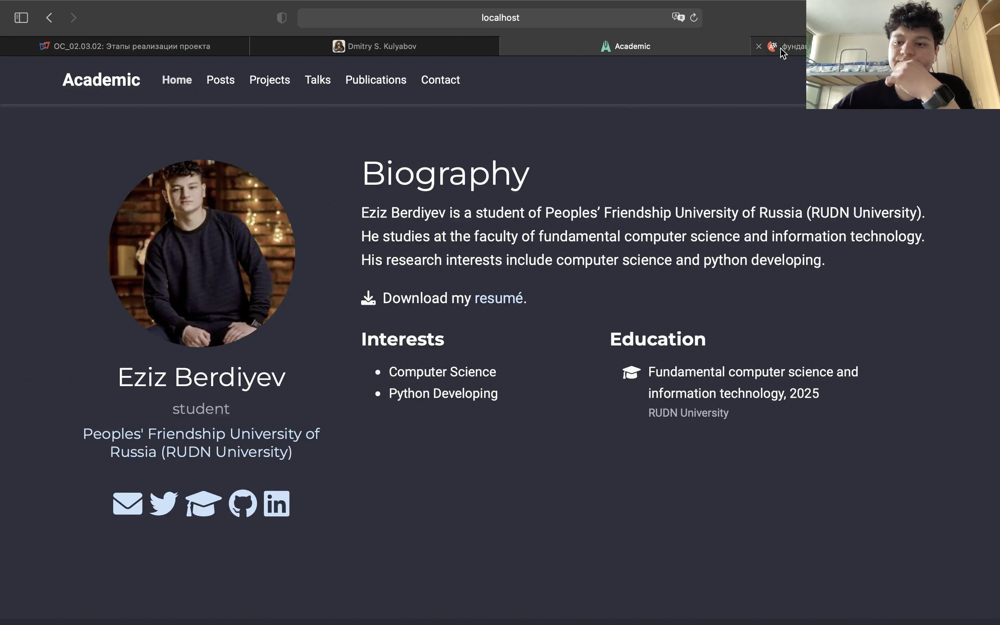 localhost
ОС_02.03.02: Этапы реализации проекта
Dmitry S. Kulyabov
Academic
Academic
Home
Posts
Projects
Talks
Publications
Contact
Biography
Eziz Berdiyev is a student of Peoples’ Friendship University of Russia (RUDN University).
He studies at the faculty of fundamental computer science and information technology.
His research interests include computer science and python developing.
Download my resumé.
Interests
Computer Science
Python Developing
Education
Fundamental computer science and
information technology, 2025
RUDN University
Eziz Berdiyev
student
Peoples' Friendship University of
Russia (RUDN University)